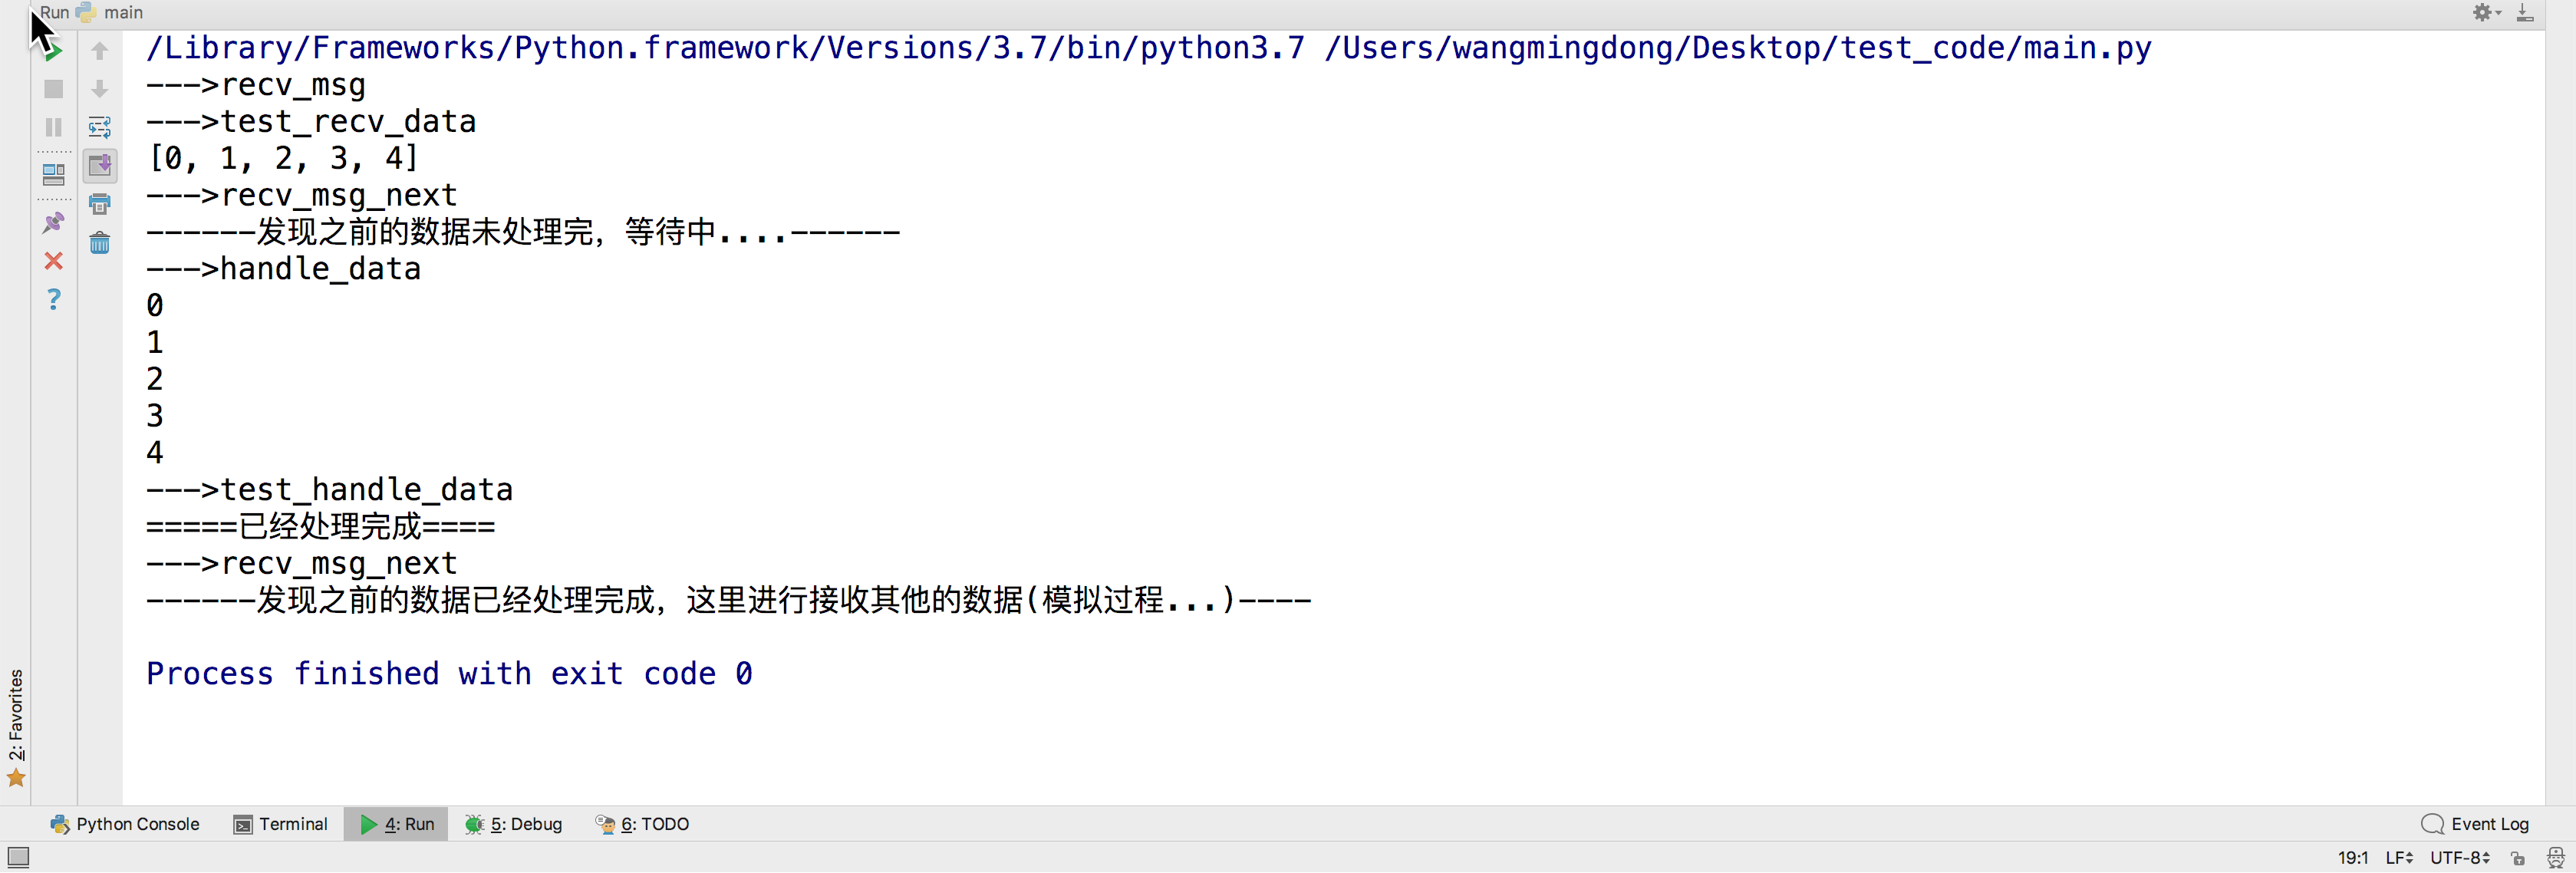 Run main
/Library/Frameworks/Python.framework/Versions/3.7/bin/python3.7 /Users/wangmingdong/Desktop/test_code/main.py
--->recv_msg
--->test_recv_data
[0, 1, 2, 3, 4]
--->recv_msg_next
------发现之前的数据未处理完，等待中....------
--->handle_data
0
1
2
3
4
--->test_handle_data
=====已经处理完成====
--->recv_msg_next
------发现之前的数据已经处理完成，这里进行接收其他的数据(模拟过程...)----
Process finished with exit code 0
2: Favorites
Python Console Terminal 4: Run 5: Debug 6: TODO Event Log
19:1 LF UTF-8